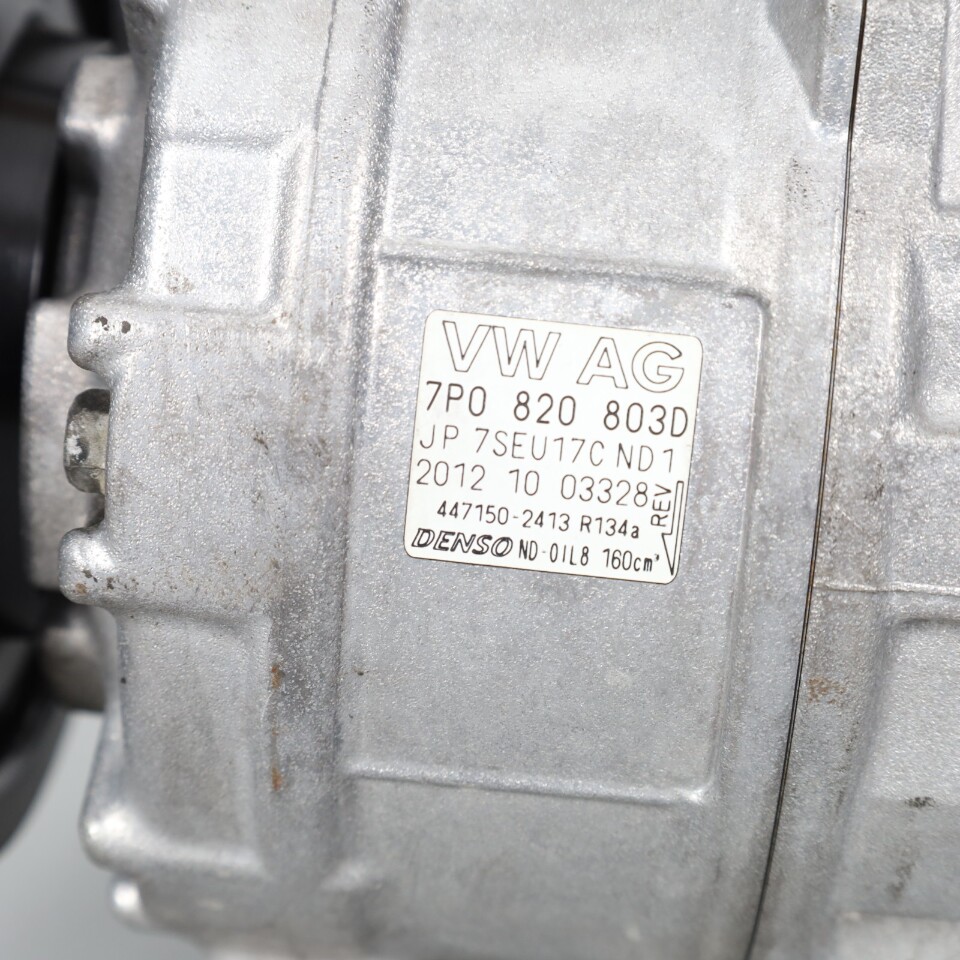 VW AG
7P0 820 803D
JP 7SEU17C ND1
2012 10 03328
REV
447150-2413 R134a
DENSO ND-OIL8 160cm³